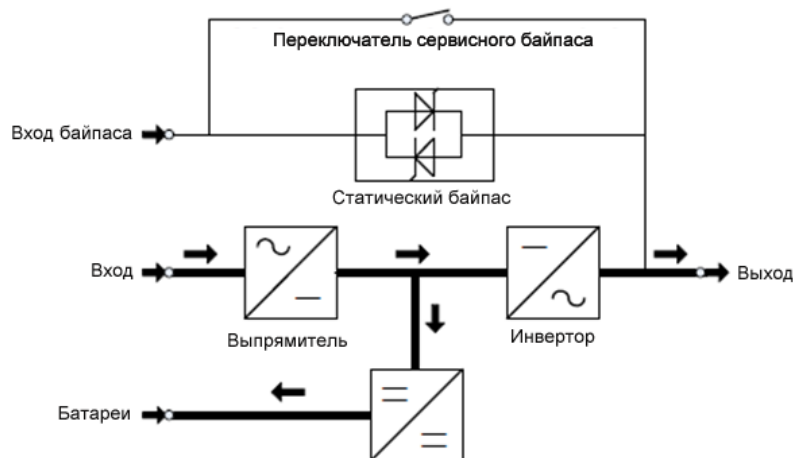 Переключатель сервисного байпаса
Вход байпаса
Статический байпас
Вход
Выход
Выпрямитель
Инвертор
Батареи